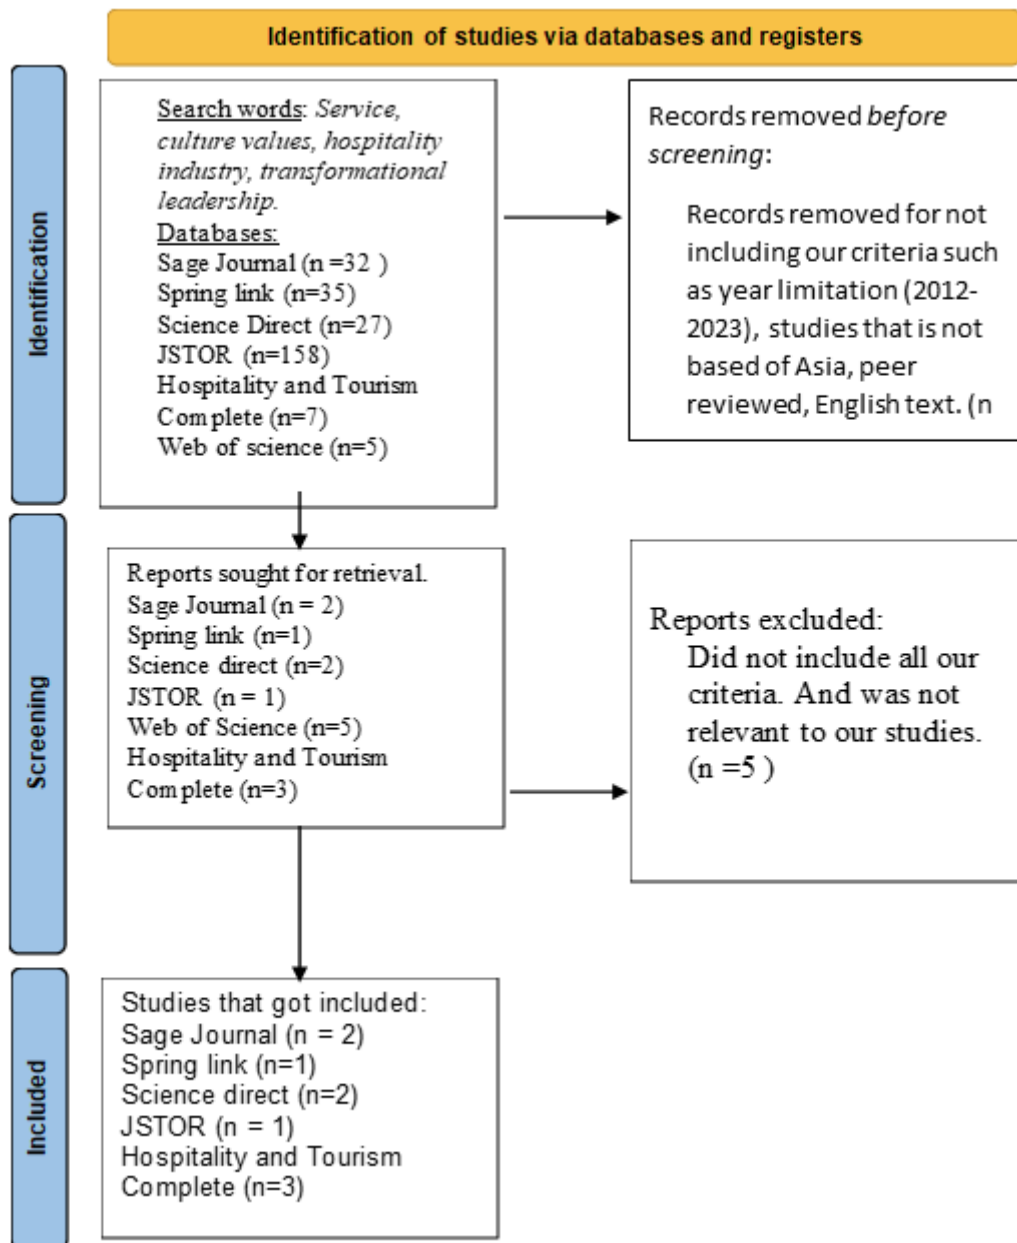 Identification of studies via databases and registers
Identification
Search words: Service,
culture values, hospitality
industry, transformational
leadership.
Databases:
Sage Journal (n =32 )
Spring link (n=35)
Science Direct (n=27)
JSTOR (n=158)
Hospitality and Tourism
Complete (n=7)
Web of science (n=5)
Records removed before
screening:
Records removed for not
including our criteria such
as year limitation (2012-
2023), studies that is not
based of Asia, peer
reviewed, English text. (n
Screening
Reports sought for retrieval.
Sage Journal (n = 2)
Spring link (n=1)
Science direct (n=2)
JSTOR (n = 1)
Web of Science (n=5)
Hospitality and Tourism
Complete (n=3)
Reports excluded:
Did not include all our
criteria. And was not
relevant to our studies.
(n =5 )
Included
Studies that got included:
Sage Journal (n = 2)
Spring link (n=1)
Science direct (n=2)
JSTOR (n = 1)
Hospitality and Tourism
Complete (n=3)